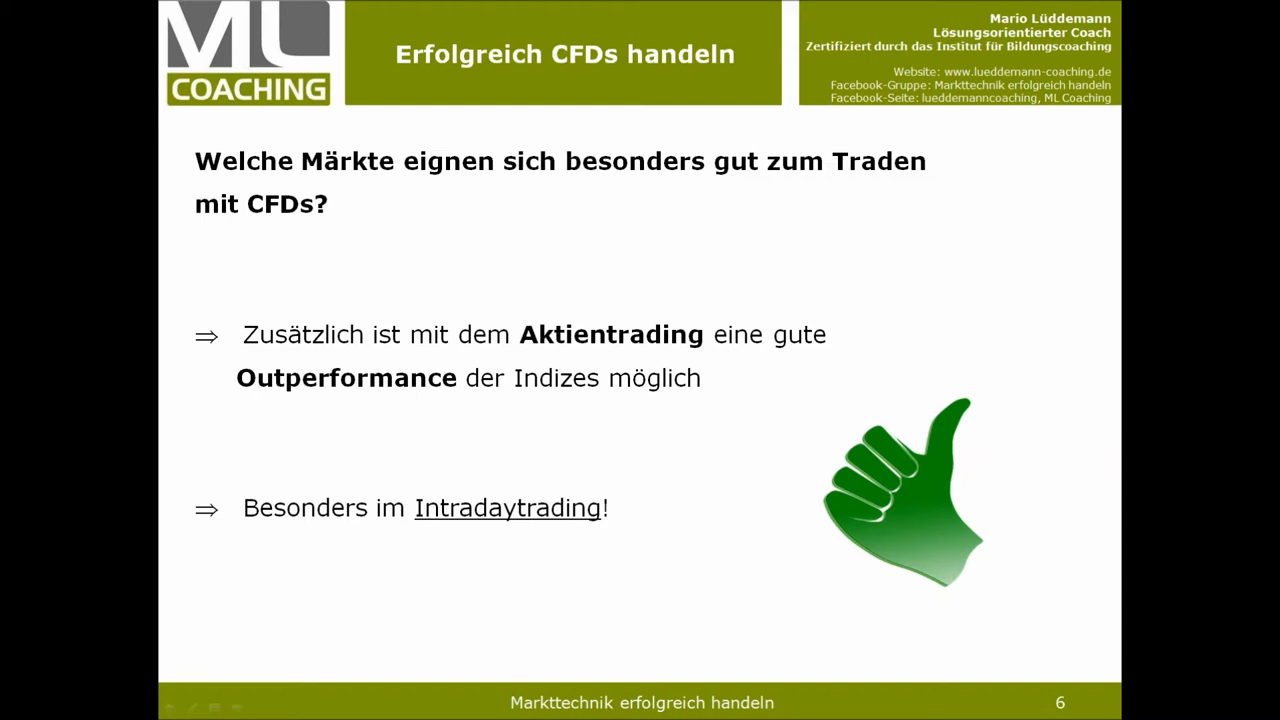 ML
COACHING
Erfolgreich CFDs handeln
Mario Lüddemann
Lösungsorientierter Coach
Zertifiziert durch das Institut für Bildungscoaching
Website: www.lueddemann-coaching.de
Facebook-Gruppe: Markttechnik erfolgreich handeln
Facebook-Seite: lueddemanncoaching, ML Coaching
Welche Märkte eignen sich besonders gut zum Traden
mit CFDs?
⇒ Zusätzlich ist mit dem Aktientrading eine gute
Outperformance der Indizes möglich
⇒ Besonders im Intradaytrading!
Markttechnik erfolgreich handeln
6